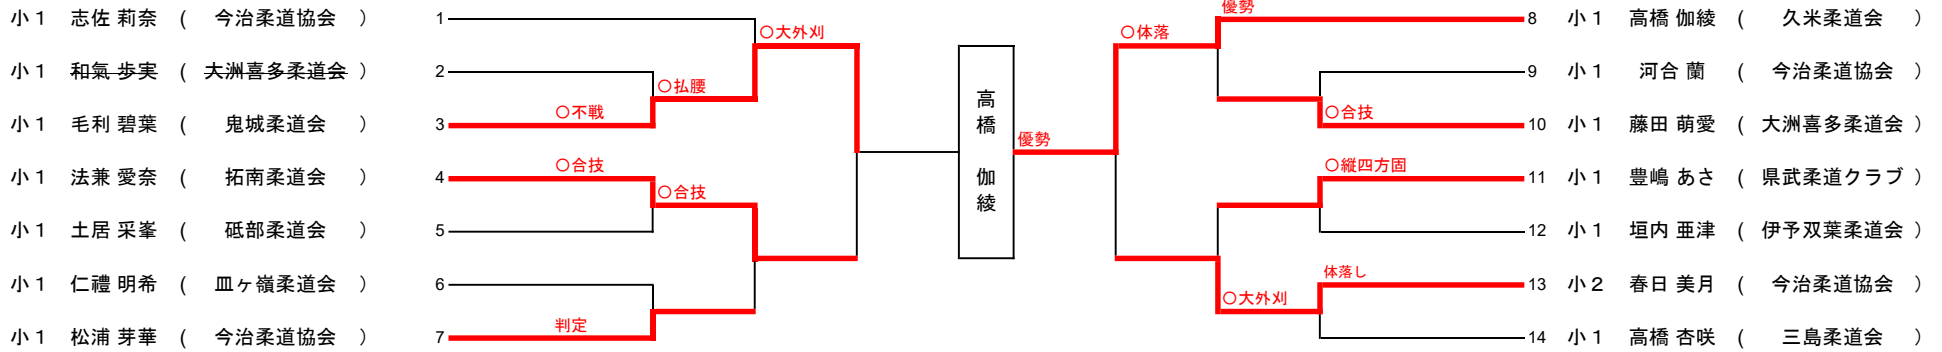 小1 志佐 莉奈 ( 今治柔道協会 ) 1
小1 和氣 歩実 ( 大洲喜多柔道会 ) 2
小1 毛利 碧葉 ( 鬼城柔道会 ) 3
小1 法兼 愛奈 ( 拓南柔道会 ) 4
小1 土居 采峯 ( 砥部柔道会 ) 5
小1 仁禮 明希 ( 皿ヶ嶺柔道会 ) 6
小1 松浦 芽華 ( 今治柔道協会 ) 7
○大外刈
○払腰
○不戦
○合技
○合技
判定
高橋 伽綾
優勢
○体落
優勢
○合技
○縦四方固
体落し
○大外刈
8 小1 高橋 伽綾 ( 久米柔道会 )
9 小1 河合 蘭 ( 今治柔道協会 )
10 小1 藤田 萌愛 ( 大洲喜多柔道会 )
11 小1 豊嶋 あさ ( 県武柔道クラブ )
12 小1 垣内 亜津 ( 伊予双葉柔道会 )
13 小2 春日 美月 ( 今治柔道協会 )
14 小1 高橋 杏咲 ( 三島柔道会 )